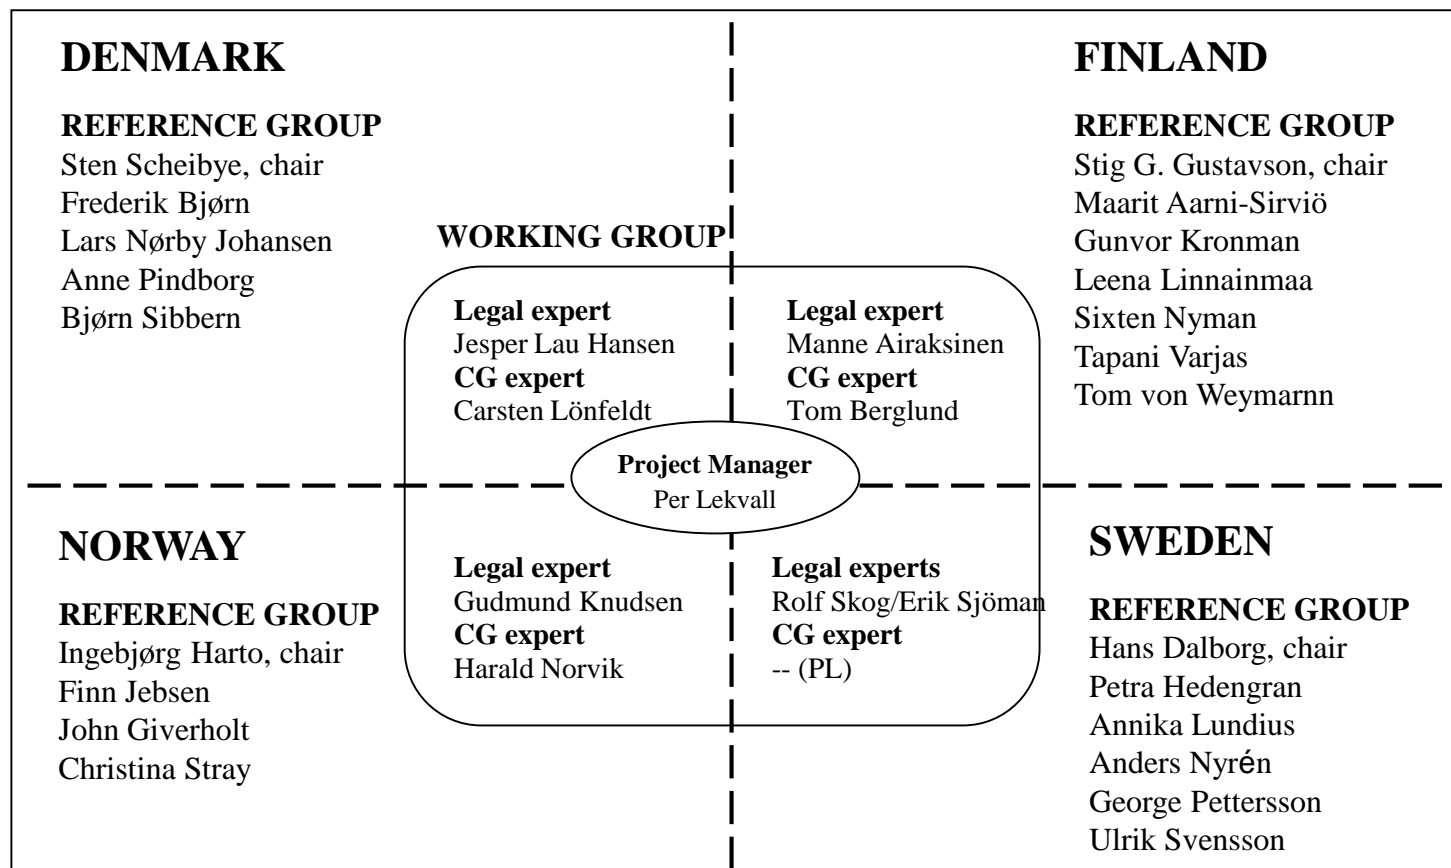 DENMARK
REFERENCE GROUP
Sten Scheibye, chair
Frederik Bjørn
Lars Nørby Johansen
Anne Pindborg
Bjørn Sibbern
FINLAND
REFERENCE GROUP
Stig G. Gustavson, chair
Maarit Aarni-Sirviö
Gunvor Kronman
Leena Linnainmaa
Sixten Nyman
Tapani Varjas
Tom von Weymarnn
WORKING GROUP
Legal expert
Jesper Lau Hansen
CG expert
Carsten Lönfeldt
Legal expert
Manne Airaksinen
CG expert
Tom Berglund
Project Manager
Per Lekvall
Legal expert
Gudmund Knudsen
CG expert
Harald Norvik
Legal experts
Rolf Skog/Erik Sjöman
CG expert
-- (PL)
NORWAY
REFERENCE GROUP
Ingebjørg Harto, chair
Finn Jebsen
John Giverholt
Christina Stray
SWEDEN
REFERENCE GROUP
Hans Dalborg, chair
Petra Hedengran
Annika Lundius
Anders Nyrén
George Pettersson
Ulrik Svensson